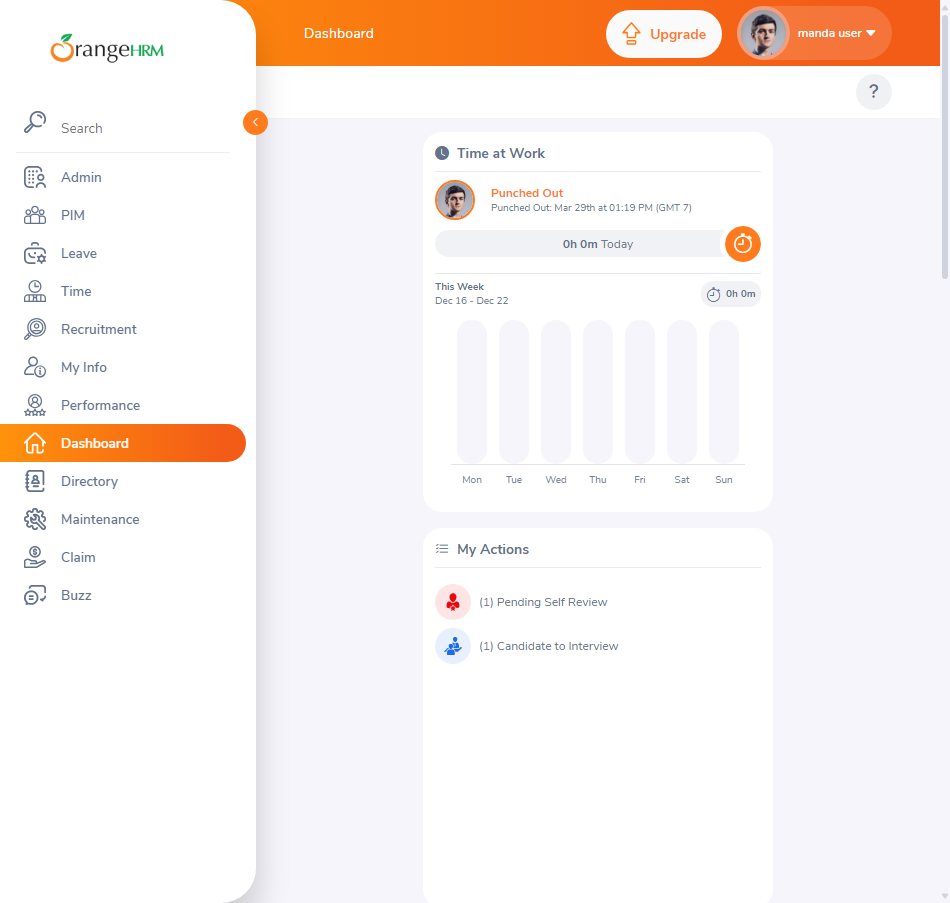 OrangeHRM
Search
Admin
PIM
Leave
Time
Recruitment
My Info
Performance
Dashboard
Directory
Maintenance
Claim
Buzz
Dashboard
Upgrade
manda user
?
Time at Work
Punched Out
Punched Out: Mar 29th at 01:19 PM (GMT 7)
0h 0m Today
This Week
Dec 16 - Dec 22
0h 0m
Mon Tue Wed Thu Fri Sat Sun
My Actions
(1) Pending Self Review
(1) Candidate to Interview